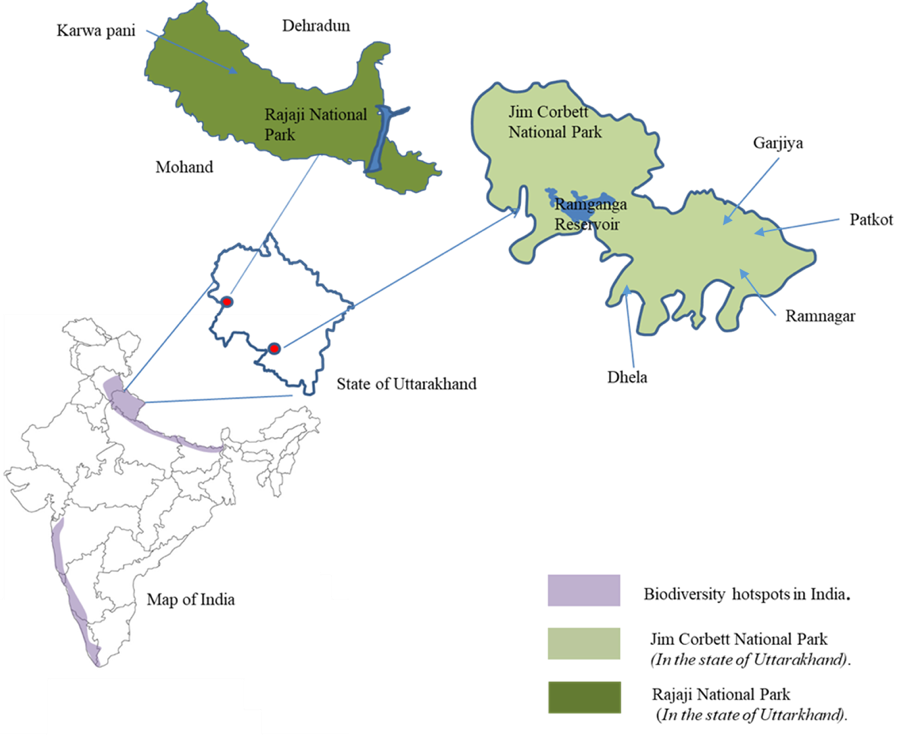 Karwa pani
Dehradun
Rajaji National
Park
Mohand
Jim Corbett
National Park
Garjiya
Ramganga
Reservoir
Patkot
Ramnagar
Dhela
State of Uttarakhand
Map of India
Biodiversity hotspots in India.
Jim Corbett National Park
(In the state of Uttarakhand).
Rajaji National Park
(In the state of Uttarkhand).